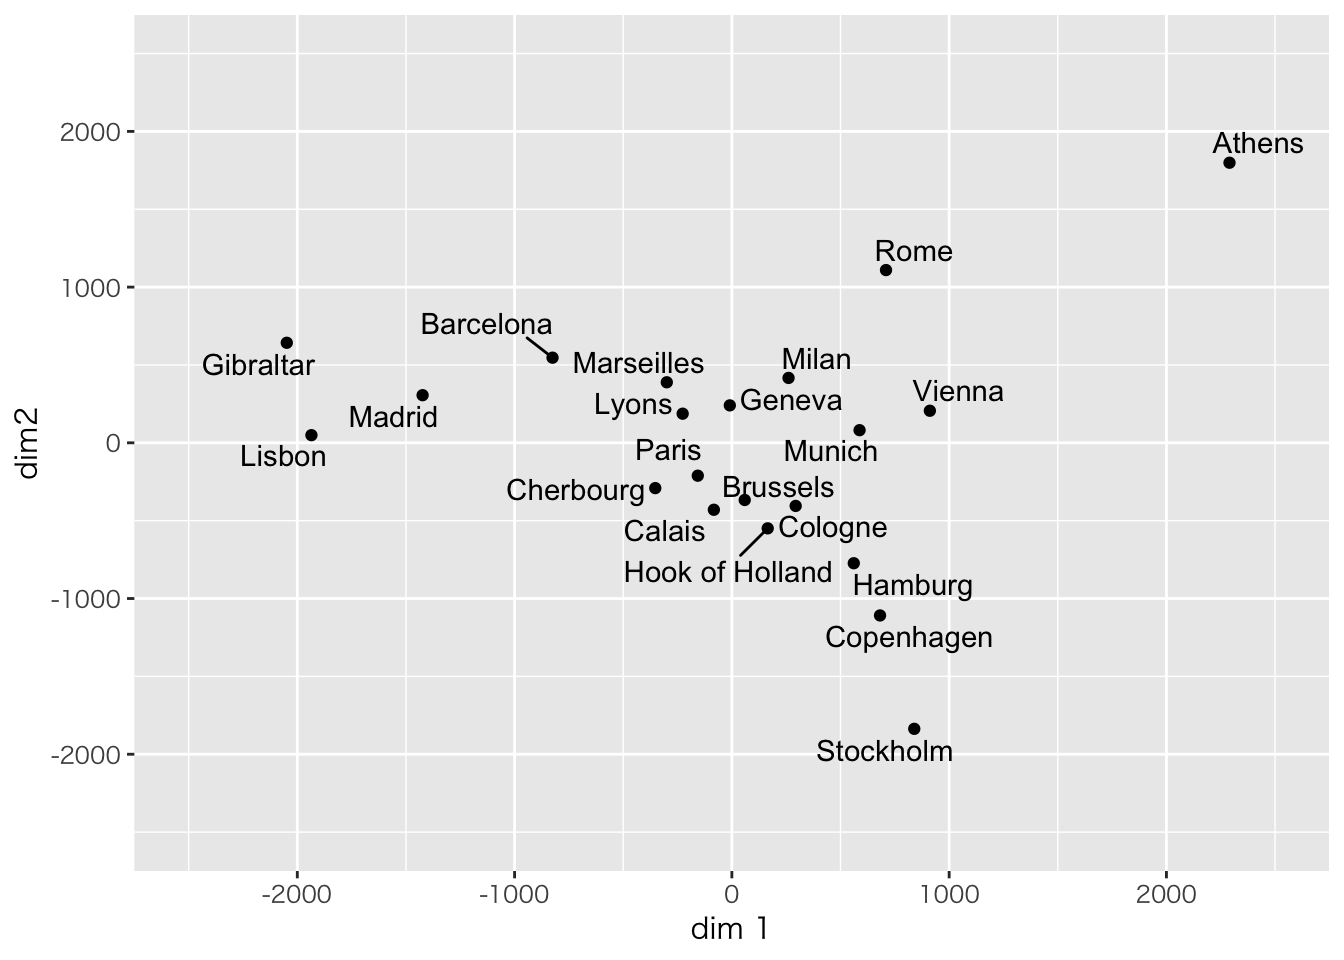 2000
Athens
Rome
1000
Barcelona
Marseilles
Milan
Gibraltar
Vienna
Geneva
Lyons
Madrid
0
Paris
Munich
Lisbon
Brussels
Cherbourg
Cologne
Calais
Hook of Holland
Hamburg
-1000
Copenhagen
Stockholm
-2000
dim2
-2000
-1000
0
1000
2000
dim 1